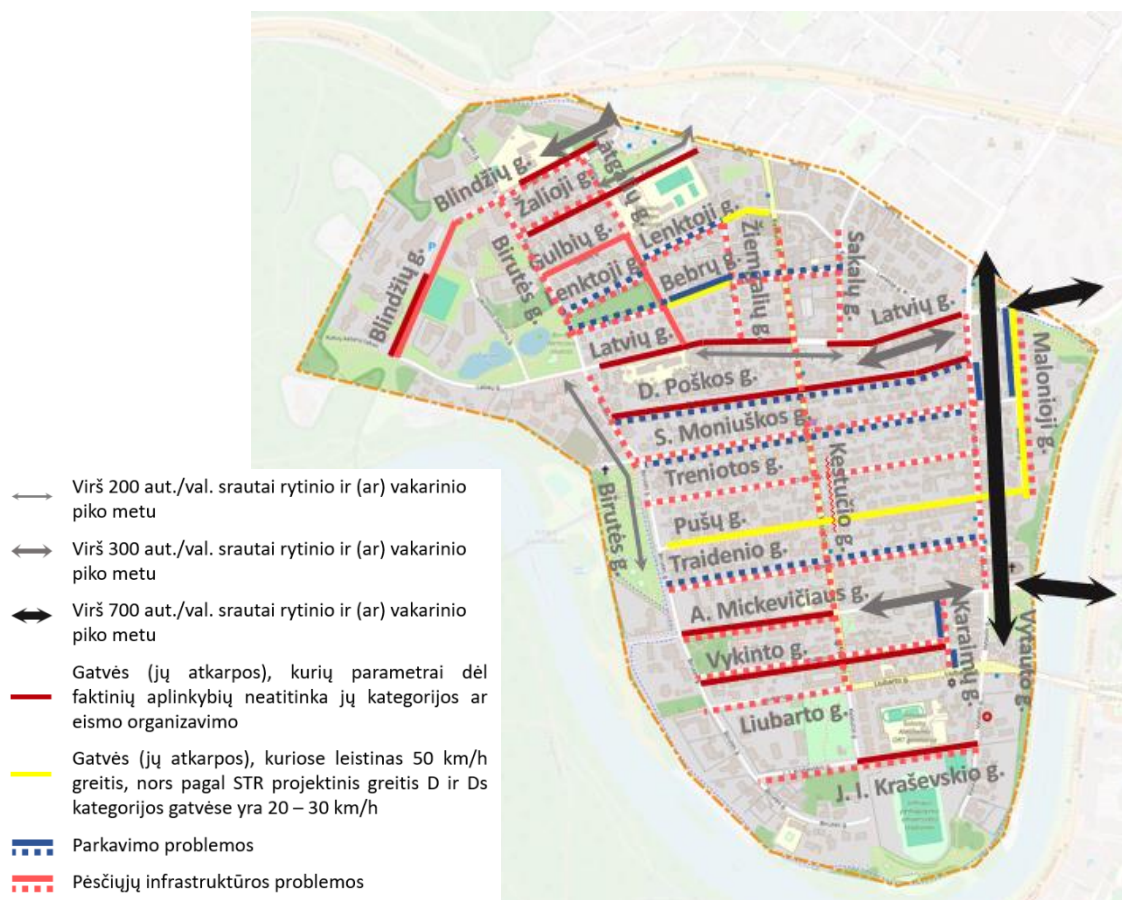 Blindžių g.
Latgalių g.
Žalioji g.
Gulbių g.
Lenktoji g.
Lenktoji g.
Birutės g.
Bebrų g.
Žiemgalių g.
Sakalų g.
Blindžių g.
P
Latvių g.
Latvių g.
D. Poškos g.
S. Moniuškos g.
Malonioji g.
Treniotos g.
Kęstučio g.
Birutės g.
Pušų g.
Traidenio g.
A. Mickevičiaus g.
Vykinto g.
Karaimų g.
Vytauto g.
Liubarto g.
Liubarto g.
J. I. Kraševskio g.
Birutės g.
Virš 200 aut./val. srautai rytinio ir (ar) vakarinio
piko metu
Virš 300 aut./val. srautai rytinio ir (ar) vakarinio
piko metu
Virš 700 aut./val. srautai rytinio ir (ar) vakarinio
piko metu
Gatvės (jų atkarpos), kurių parametrai dėl
faktinių aplinkybių neatitinka jų kategorijos ar
eismo organizavimo
Gatvės (jų atkarpos), kuriose leistinas 50 km/h
greitis, nors pagal STR projektinis greitis D ir Ds
kategorijos gatvėse yra 20 – 30 km/h
Parkavimo problemos
Pėsčiųjų infrastruktūros problemos